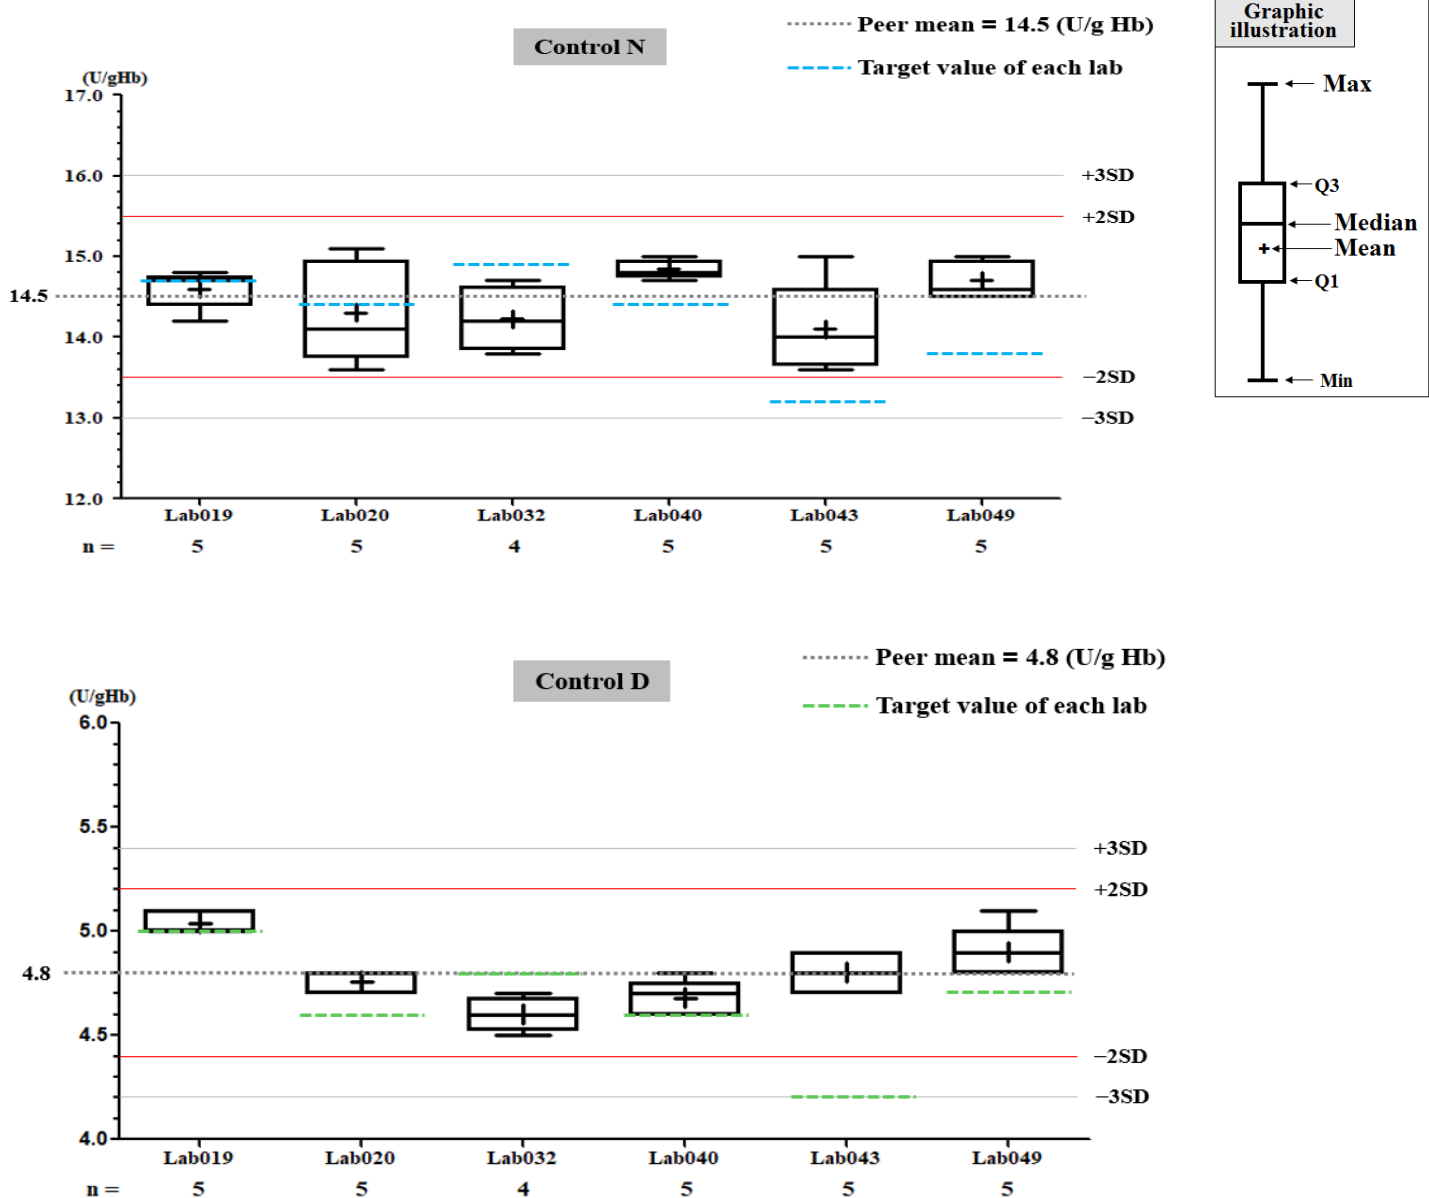 Control N
Peer mean = 14.5 (U/g Hb)
Target value of each lab
(U/gHb)
17.0
16.0
15.0
14.5
14.0
13.0
12.0
+3SD
+2SD
−2SD
−3SD
Lab019 Lab020 Lab032 Lab040 Lab043 Lab049
n = 5 5 4 5 5 5
Graphic
illustration
Max
Q3
Median
Mean
Q1
Min
Control D
Peer mean = 4.8 (U/g Hb)
Target value of each lab
(U/gHb)
6.0
5.5
5.0
4.8
4.5
4.0
+3SD
+2SD
−2SD
−3SD
Lab019 Lab020 Lab032 Lab040 Lab043 Lab049
n = 5 5 4 5 5 5